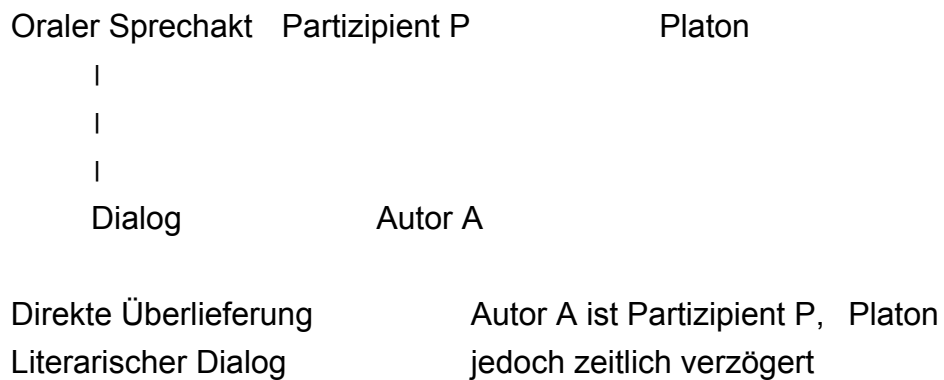 Oraler Sprechakt Partizipient P Platon
|
|
|
Dialog Autor A
Direkte Überlieferung Autor A ist Partizipient P, Platon
Literarischer Dialog jedoch zeitlich verzögert